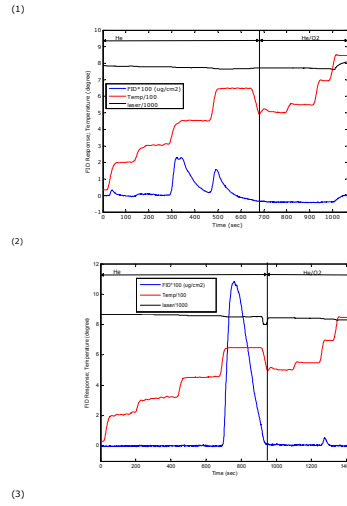 (1)
10
9
8
7
6
5
4
3
2
1
0
-1
He
He/O2
FID*100 (ug/cm2)
Temp/100
laser/1000
FID Response; Temperature (degree)
0 100 200 300 400 500 600 700 800 900 1000
Time (sec)
(2)
12
10
8
6
4
2
0
He
He/O2
FID*100 (ug/cm2)
Temp/100
laser/1000
FID Response; Temperature (degree)
0 200 400 600 800 1000 1200
Time (sec)
(3)